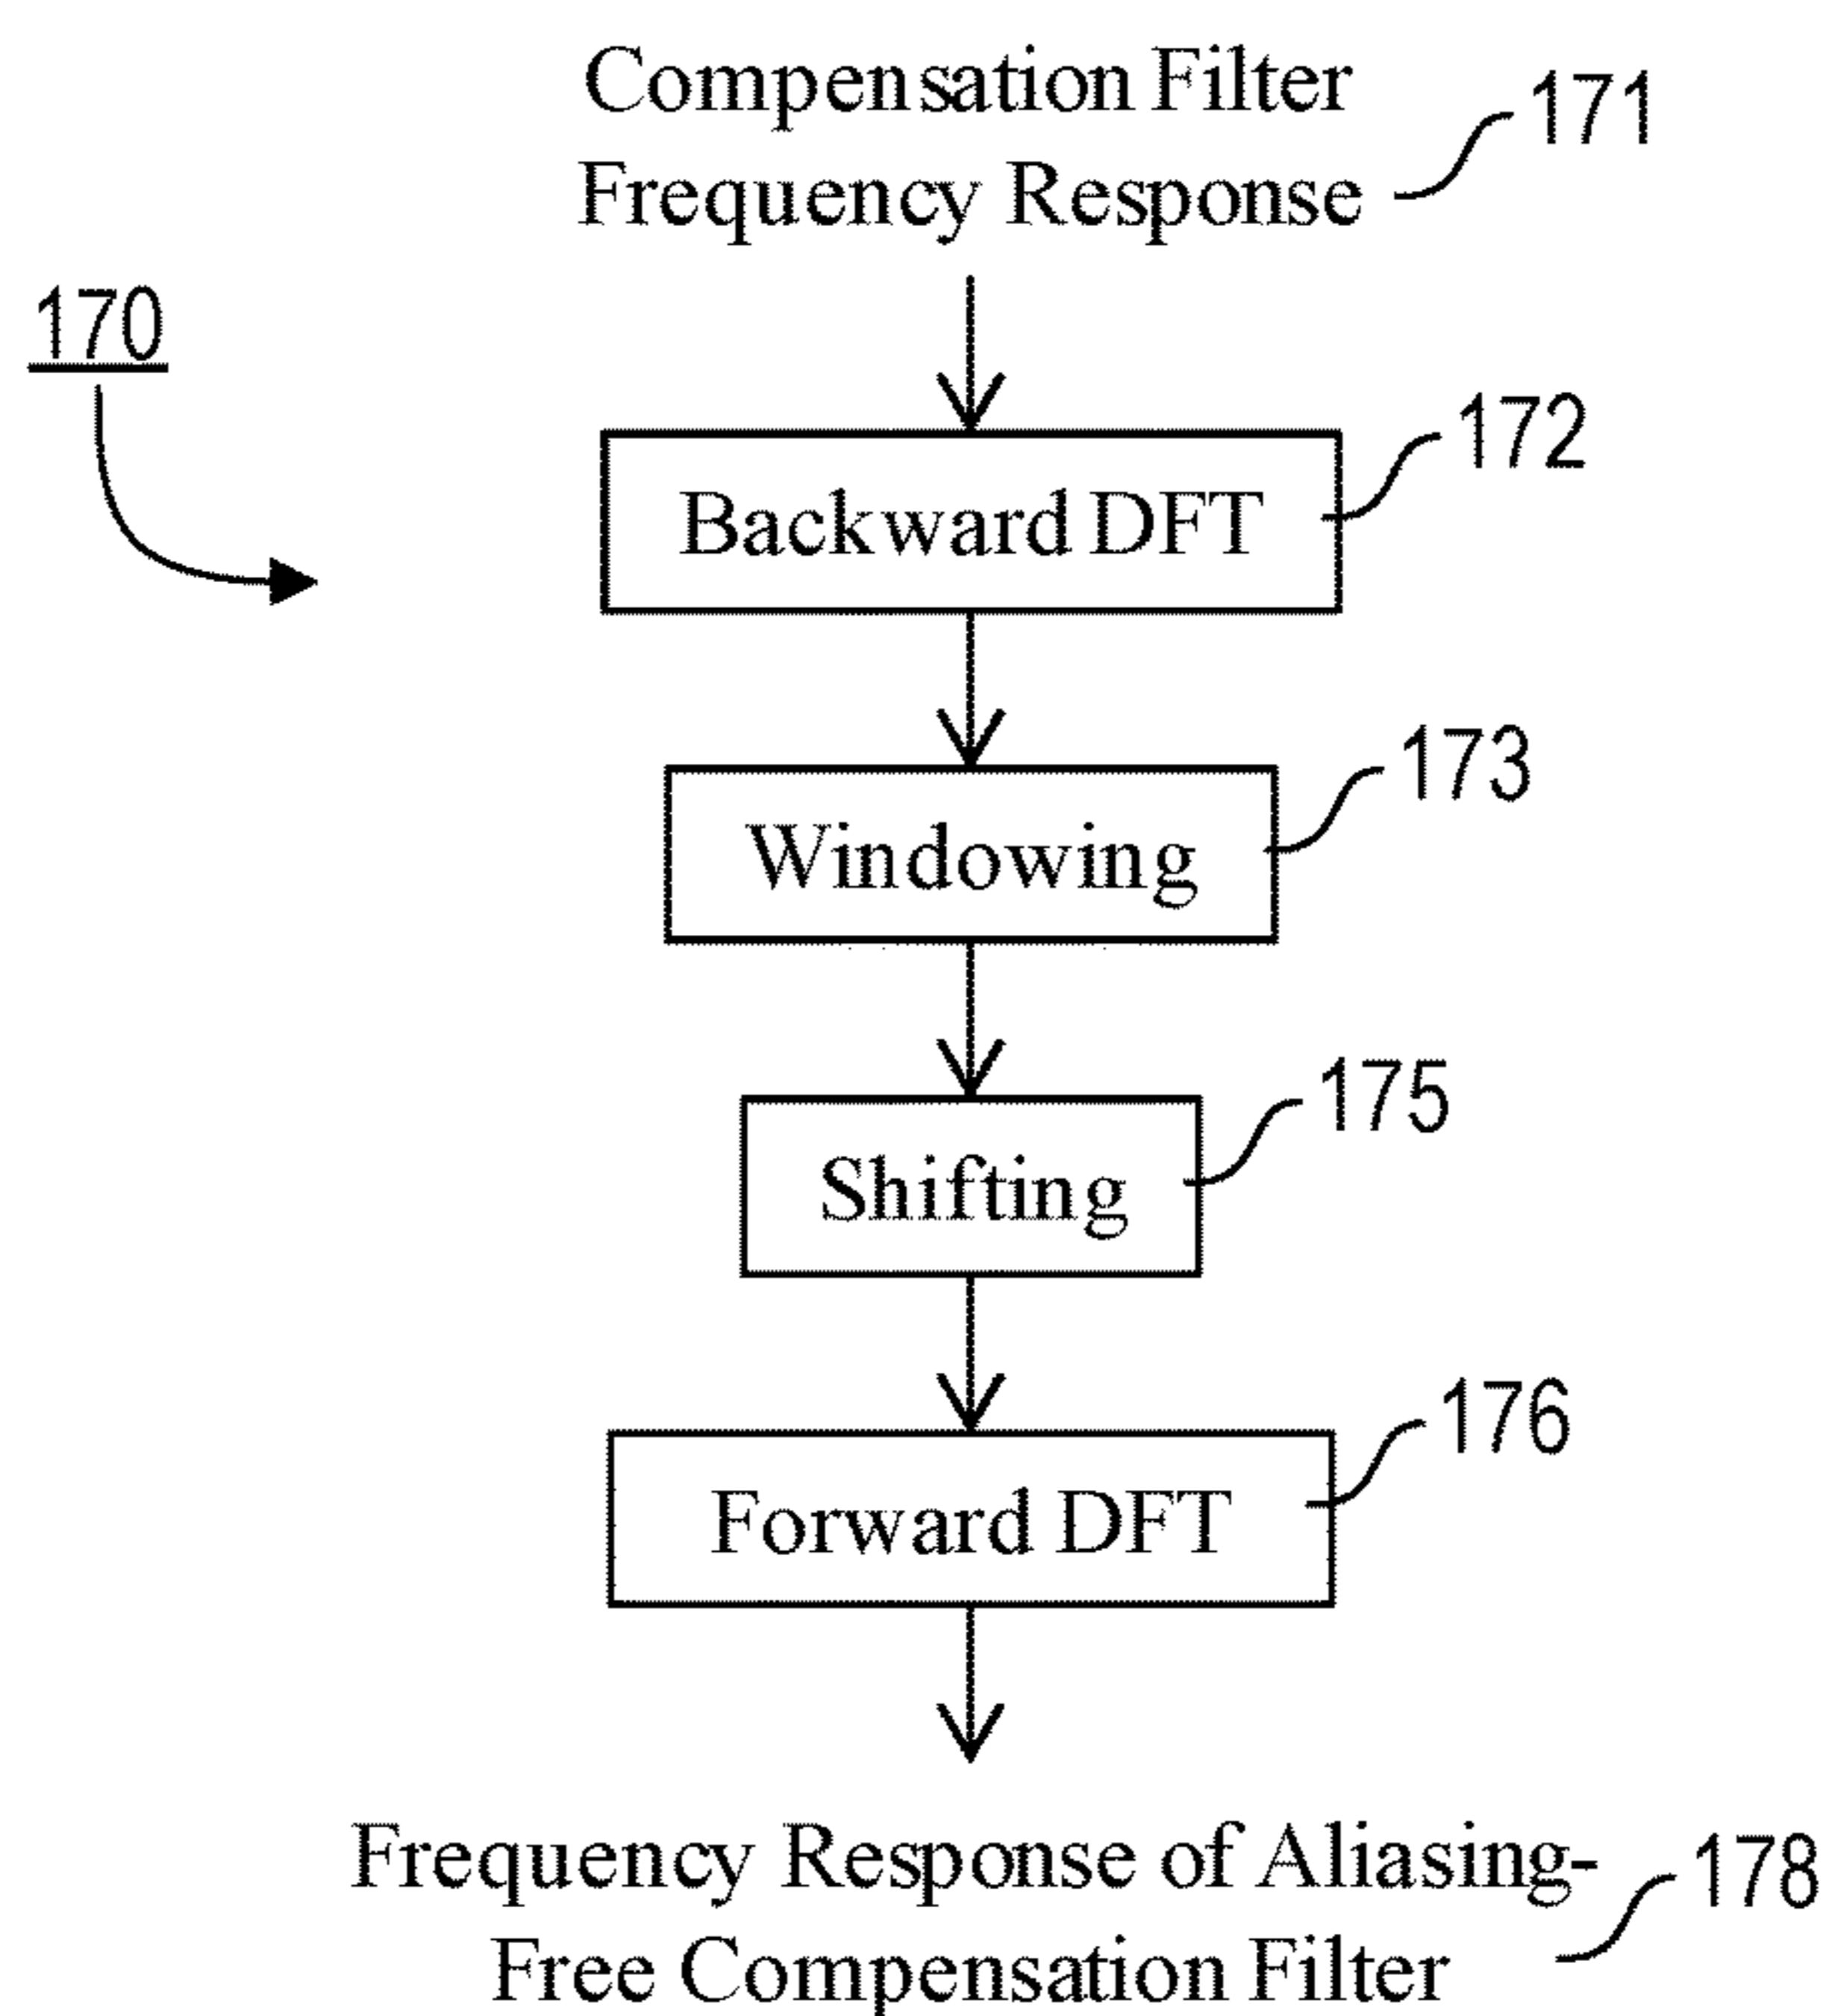 Compensation Filter
Frequency Response
171
170
172
Backward DFT
173
Windowing
175
Shifting
176
Forward DFT
Frequency Response of Aliasing-
Free Compensation Filter
178